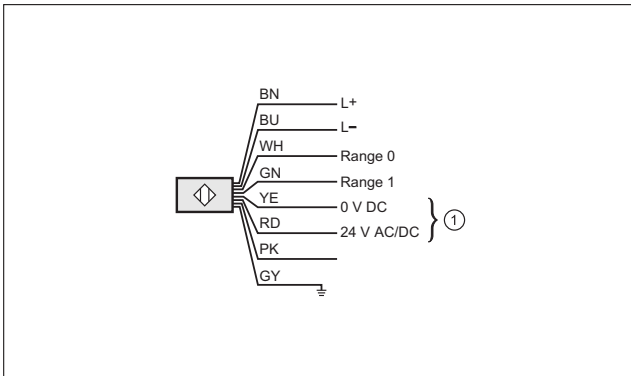 BN L+
BU L−
WH Range 0
GN Range 1
YE 0 V DC
RD 24 V AC/DC
1
PK
GY